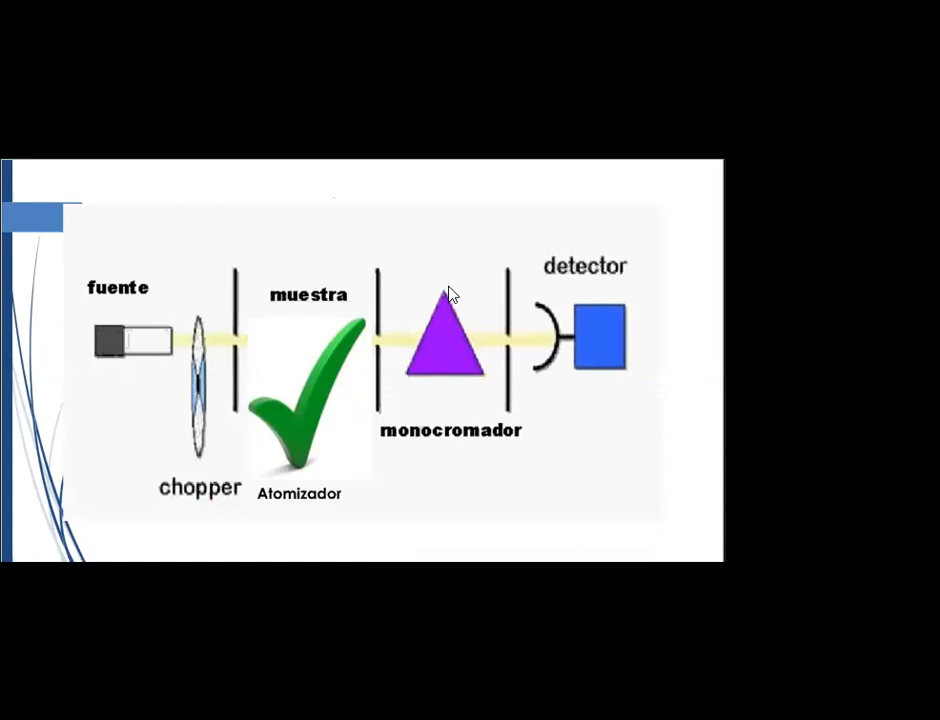 fuente
muestra
detector
monocromador
chopper
Atomizador